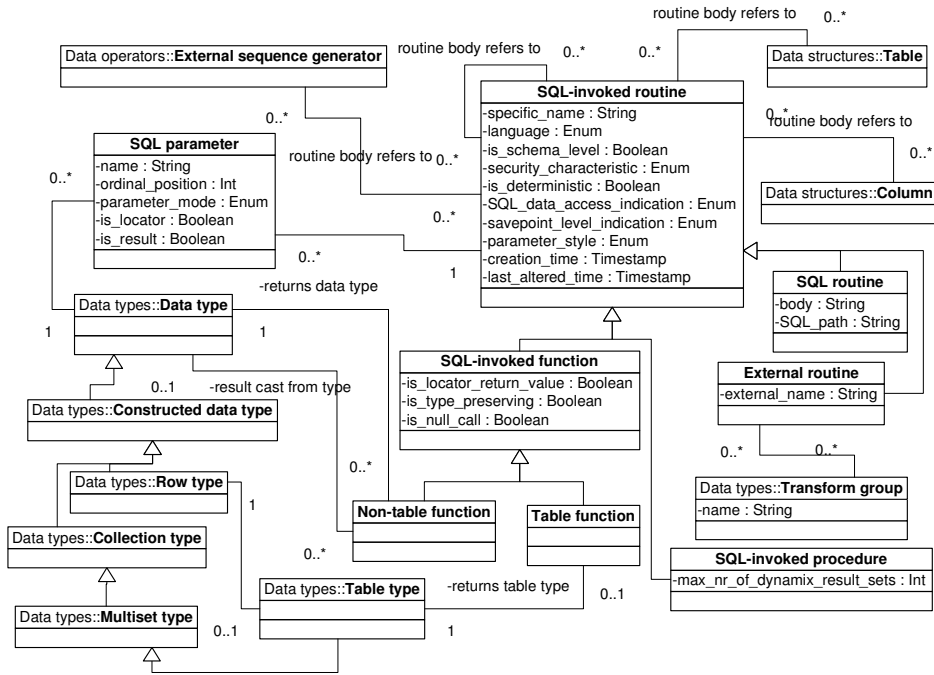 routine body refers to
0..*
routine body refers to
0..*
0..*
0..*
Data operators::External sequence generator
Data structures::Table
SQL-invoked routine
-specific_name : String
-language : Enum
-is_schema_level : Boolean
-security_characteristic : Enum
-is_deterministic : Boolean
-SQL_data_access_indication : Enum
-savepoint_level_indication : Enum
-parameter_style : Enum
-creation_time : Timestamp
-last_altered_time : Timestamp
0..*
routine body refers to
0..*
Data structures::Column
0..*
SQL parameter
-name : String
-ordinal_position : Int
-parameter_mode : Enum
-is_locator : Boolean
-is_result : Boolean
routine body refers to
0..*
0..*
0..*
0..*
1
SQL routine
-body : String
-SQL_path : String
-returns data type
Data types::Data type
1
1
SQL-invoked function
-is_locator_return_value : Boolean
-is_type_preserving : Boolean
-is_null_call : Boolean
External routine
-external_name : String
0..1
-result cast from type
Data types::Constructed data type
0..*
0..*
0..*
Data types::Row type
1
Data types::Transform group
-name : String
Non-table function
Table function
Data types::Collection type
0..*
SQL-invoked procedure
-max_nr_of_dynamix_result_sets : Int
Data types::Table type
-returns table type
0..1
Data types::Multiset type
0..1
1